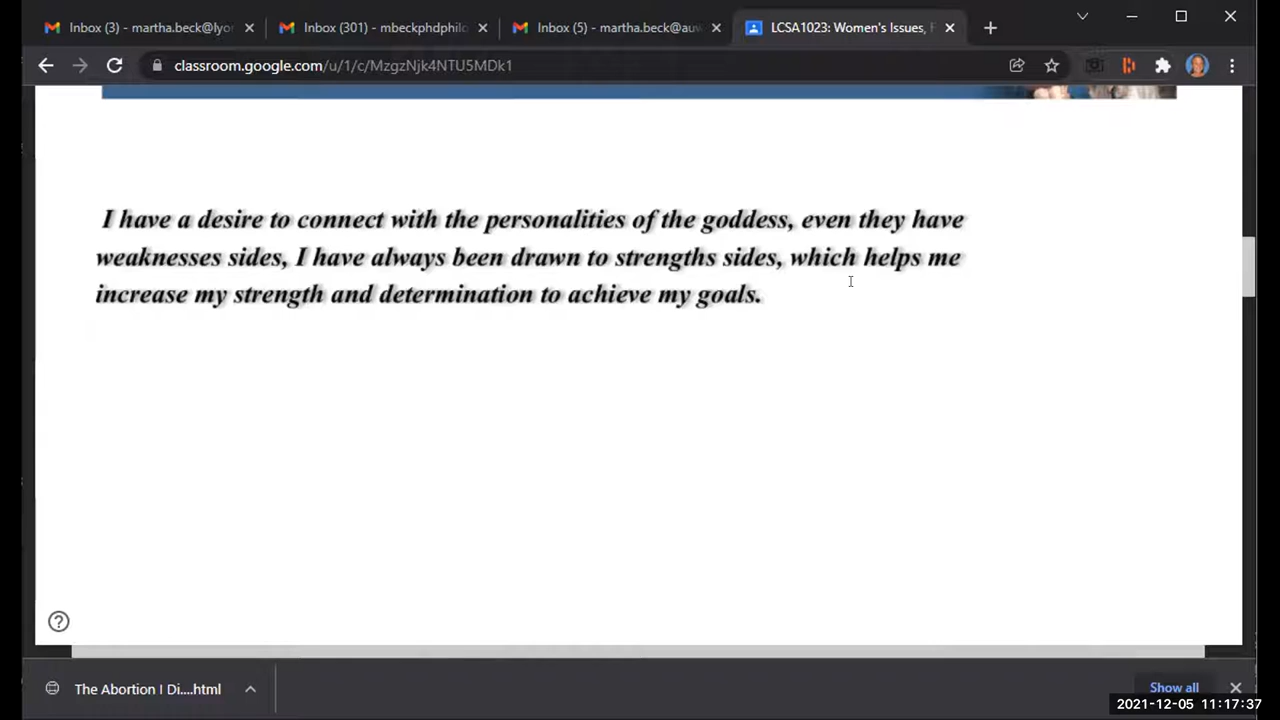 Inbox (3) - martha.beck@lyo
Inbox (301) - mbeckphdphilo
Inbox (5) - martha.beck@auw
LCSA1023: Women's Issues, F
classroom.google.com/u/1/c/MzgzNjk4NTU5MDk1
I have a desire to connect with the personalities of the goddess, even they have
weaknesses sides, I have always been drawn to strengths sides, which helps me
increase my strength and determination to achieve my goals.
The Abortion I Di....html
Show all
2021-12-05 11:17:37